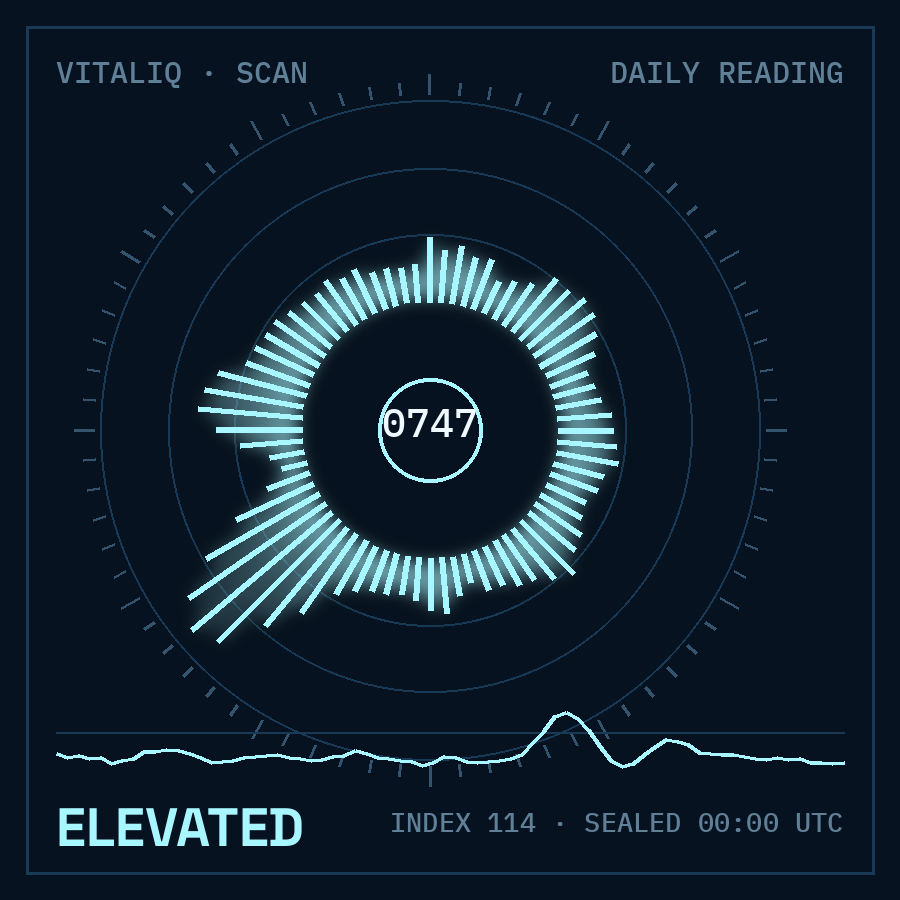 VITALIQ · SCAN
DAILY READING
0747
ELEVATED
INDEX 114 · SEALED 00:00 UTC